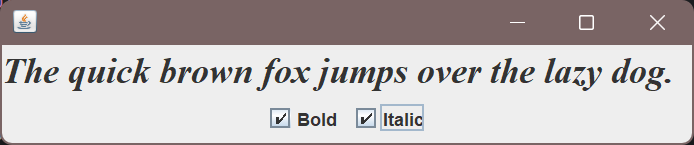 The quick brown fox jumps over the lazy dog.
Bold Italic